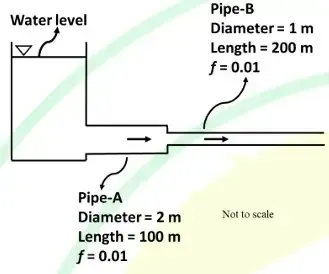 Water level
Pipe-B
Diameter = 1 m
Length = 200 m
f = 0.01
Pipe-A
Diameter = 2 m
Length = 100 m
f = 0.01
Not to scale